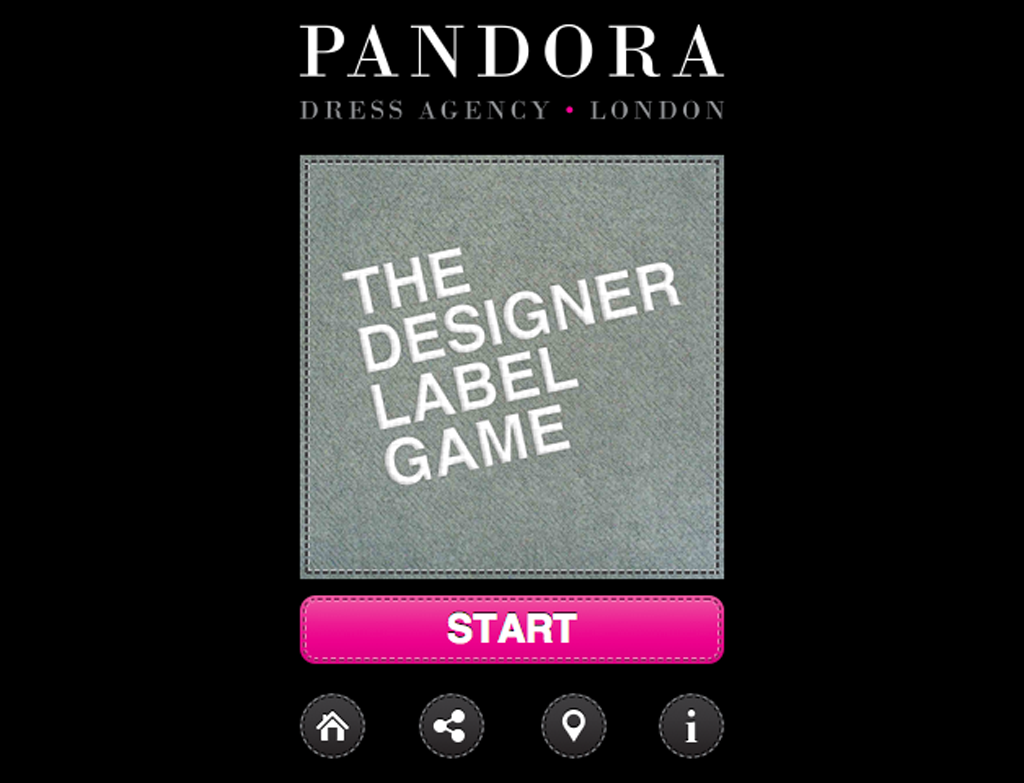 PANDORA
DRESS AGENCY • LONDON
THE
DESIGNER
LABEL
GAME
START
i